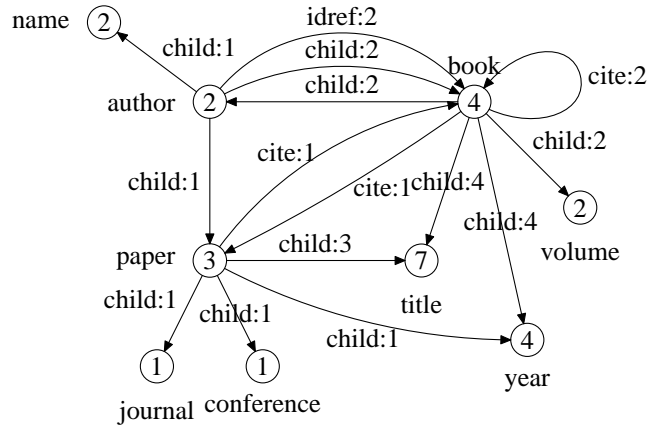 name 2
idref:2
child:1
child:2
book
child:2
cite:2
author 2
4
child:2
cite:1
child:1
cite:1
child:4
2
child:4
volume
paper 3
child:3
7
child:1
child:1
title
child:1
4
1
1
year
journal
conference